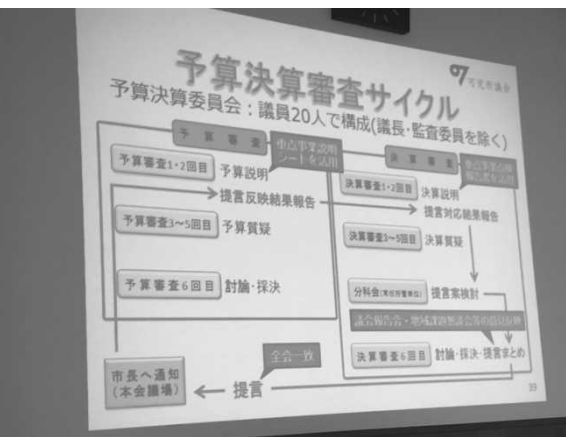 可児市議会
予算決算審査サイクル
予算決算委員会：議員20人で構成(議長・監査委員を除く)
予算審査
重点事業説明
シートを活用
予算審査1・2回目 予算説明
提言反映結果報告
予算審査3～5回目 予算質疑
予算審査6回目 討論・採決
決算審査
決算審査1・2回目 決算説明
提言対応結果報告
決算審査3～5回目 決算質疑
分科会 提言案検討
決算審査6回目 討論・採決・提言まとめ
全会一致
市長へ通知
(本会議場)
提言
39